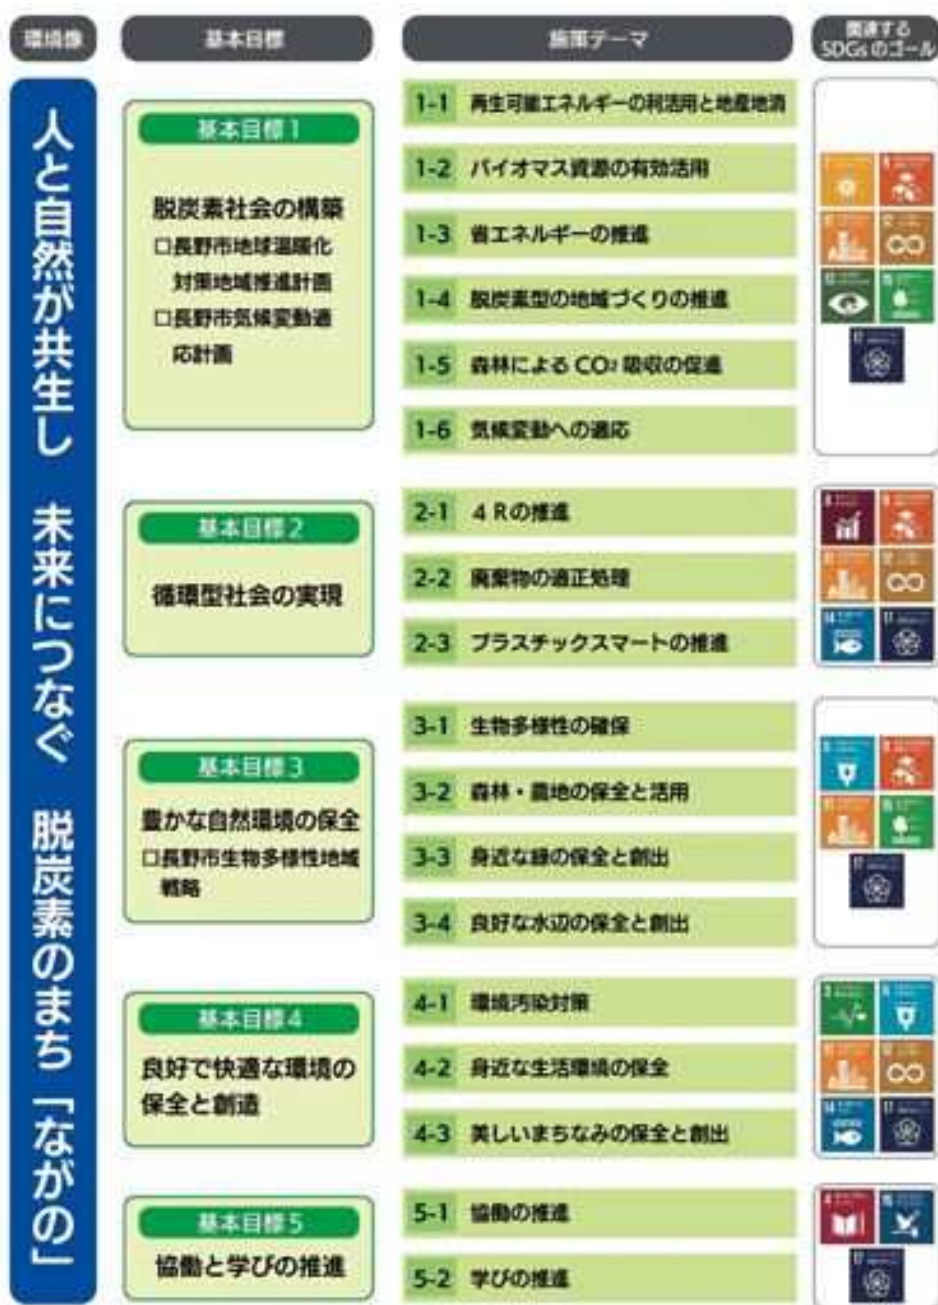 環境像
基本目標
施策テーマ
関連する
SDGsのゴール
人と自然が共生し 未来につなぐ 脱炭素のまち「ながの」
基本目標1
脱炭素社会の構築
□長野市地球温暖化
対策地域推進計画
□長野市気候変動適
応計画
1-1 再生可能エネルギーの利活用と地産地消
1-2 バイオマス資源の有効活用
1-3 省エネルギーの推進
1-4 脱炭素型の地域づくりの推進
1-5 森林によるCO2吸収の促進
1-6 気候変動への適応
基本目標2
循環型社会の実現
2-1 4Rの推進
2-2 廃棄物の適正処理
2-3 プラスチックスマートの推進
基本目標3
豊かな自然環境の保全
□長野市生物多様性地域
戦略
3-1 生物多様性の確保
3-2 森林・農地の保全と活用
3-3 身近な緑の保全と創出
3-4 良好な水辺の保全と創出
基本目標4
良好で快適な環境の
保全と創造
4-1 環境汚染対策
4-2 身近な生活環境の保全
4-3 美しいまちなみの保全と創出
基本目標5
協働と学びの推進
5-1 協働の推進
5-2 学びの推進